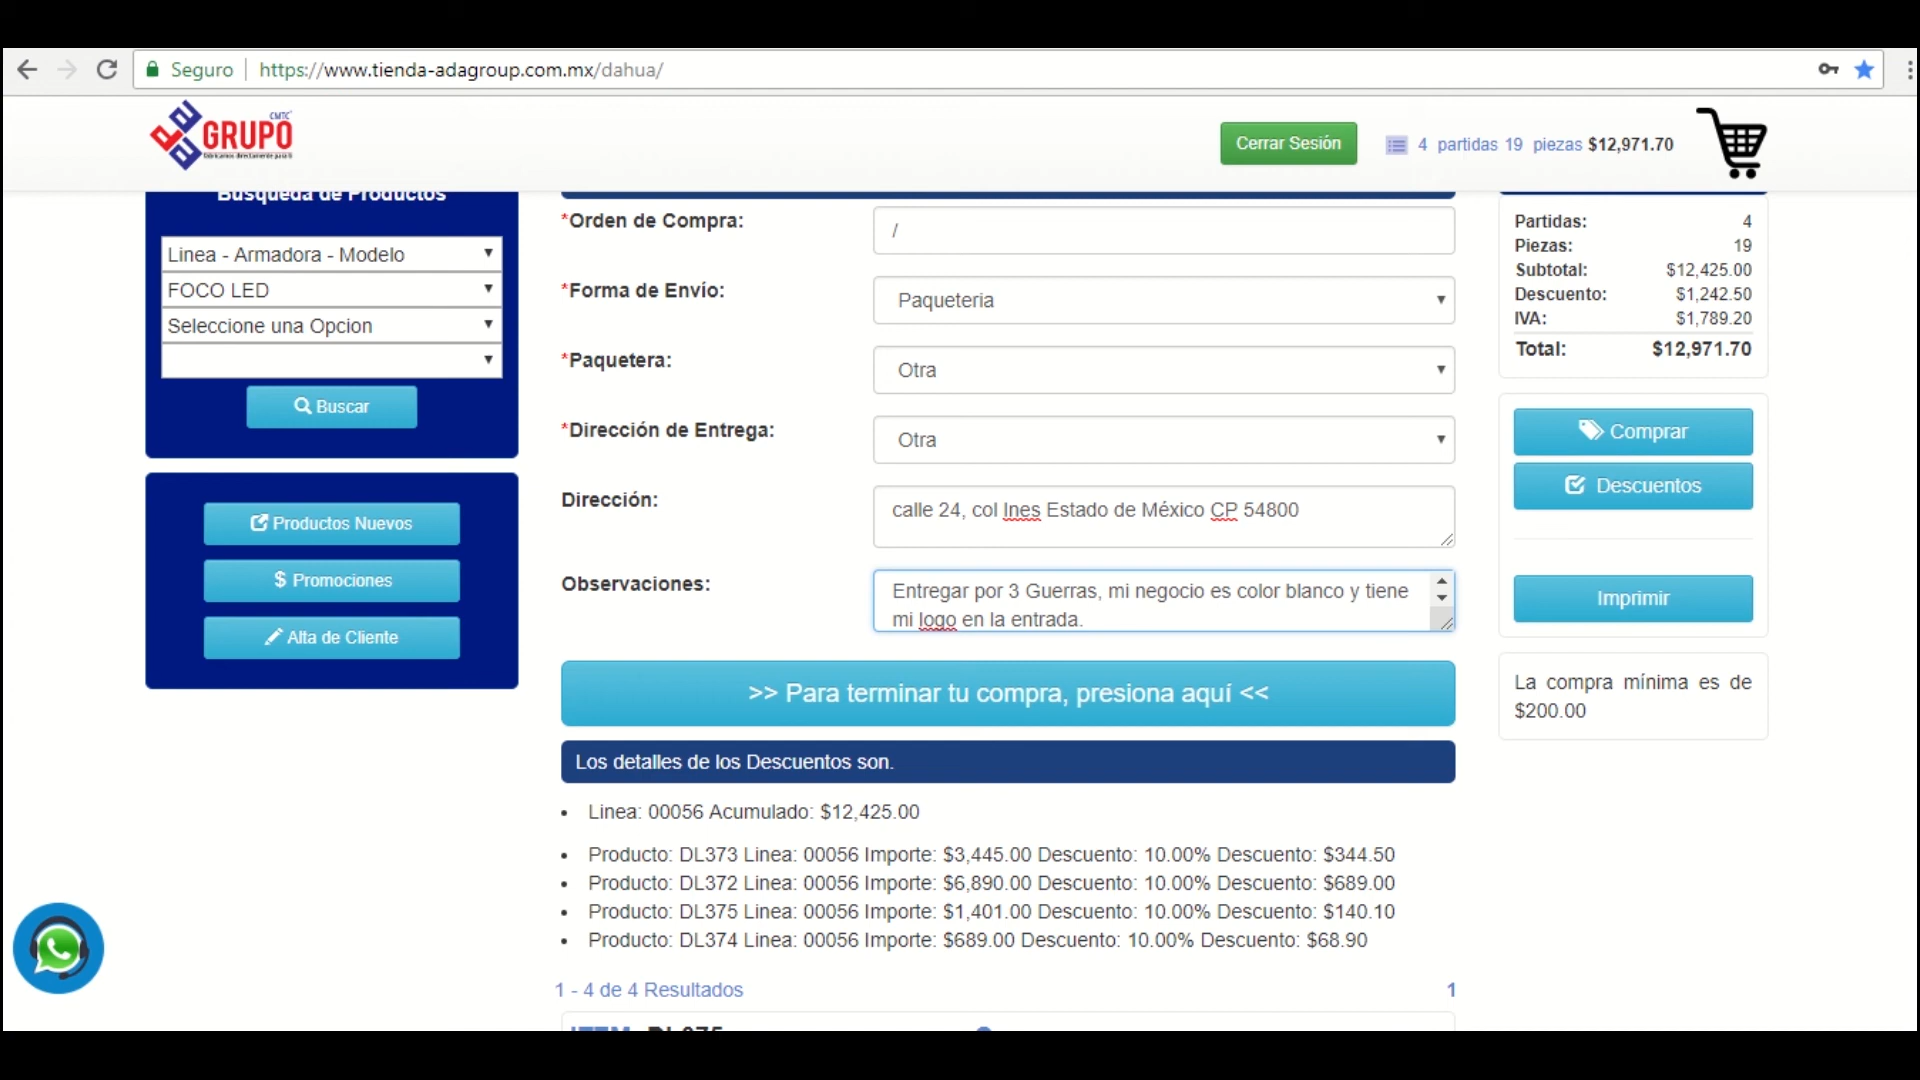 Seguro https://www.tienda-adagroup.com.mx/dahua/
GRUPO
CMTC
Cerrar Sesión
4 partidas 19 piezas $12,971.70
Busqueda de Productos
Linea - Armadora - Modelo
FOCO LED
Seleccione una Opcion
Buscar
Productos Nuevos
$ Promociones
Alta de Cliente
*Orden de Compra:
/
*Forma de Envío:
Paqueteria
*Paquetera:
Otra
*Dirección de Entrega:
Otra
Dirección:
calle 24, col Ines Estado de México CP 54800
Observaciones:
Entregar por 3 Guerras, mi negocio es color blanco y tiene
mi logo en la entrada.
>> Para terminar tu compra, presiona aquí <<
Los detalles de los Descuentos son.
• Linea: 00056 Acumulado: $12,425.00
• Producto: DL373 Linea: 00056 Importe: $3,445.00 Descuento: 10.00% Descuento: $344.50
• Producto: DL372 Linea: 00056 Importe: $6,890.00 Descuento: 10.00% Descuento: $689.00
• Producto: DL375 Linea: 00056 Importe: $1,401.00 Descuento: 10.00% Descuento: $140.10
• Producto: DL374 Linea: 00056 Importe: $689.00 Descuento: 10.00% Descuento: $68.90
1 - 4 de 4 Resultados 1
ITEM DL375
Partidas: 4
Piezas: 19
Subtotal: $12,425.00
Descuento: $1,242.50
IVA: $1,789.20
Total: $12,971.70
Comprar
Descuentos
Imprimir
La compra mínima es de
$200.00